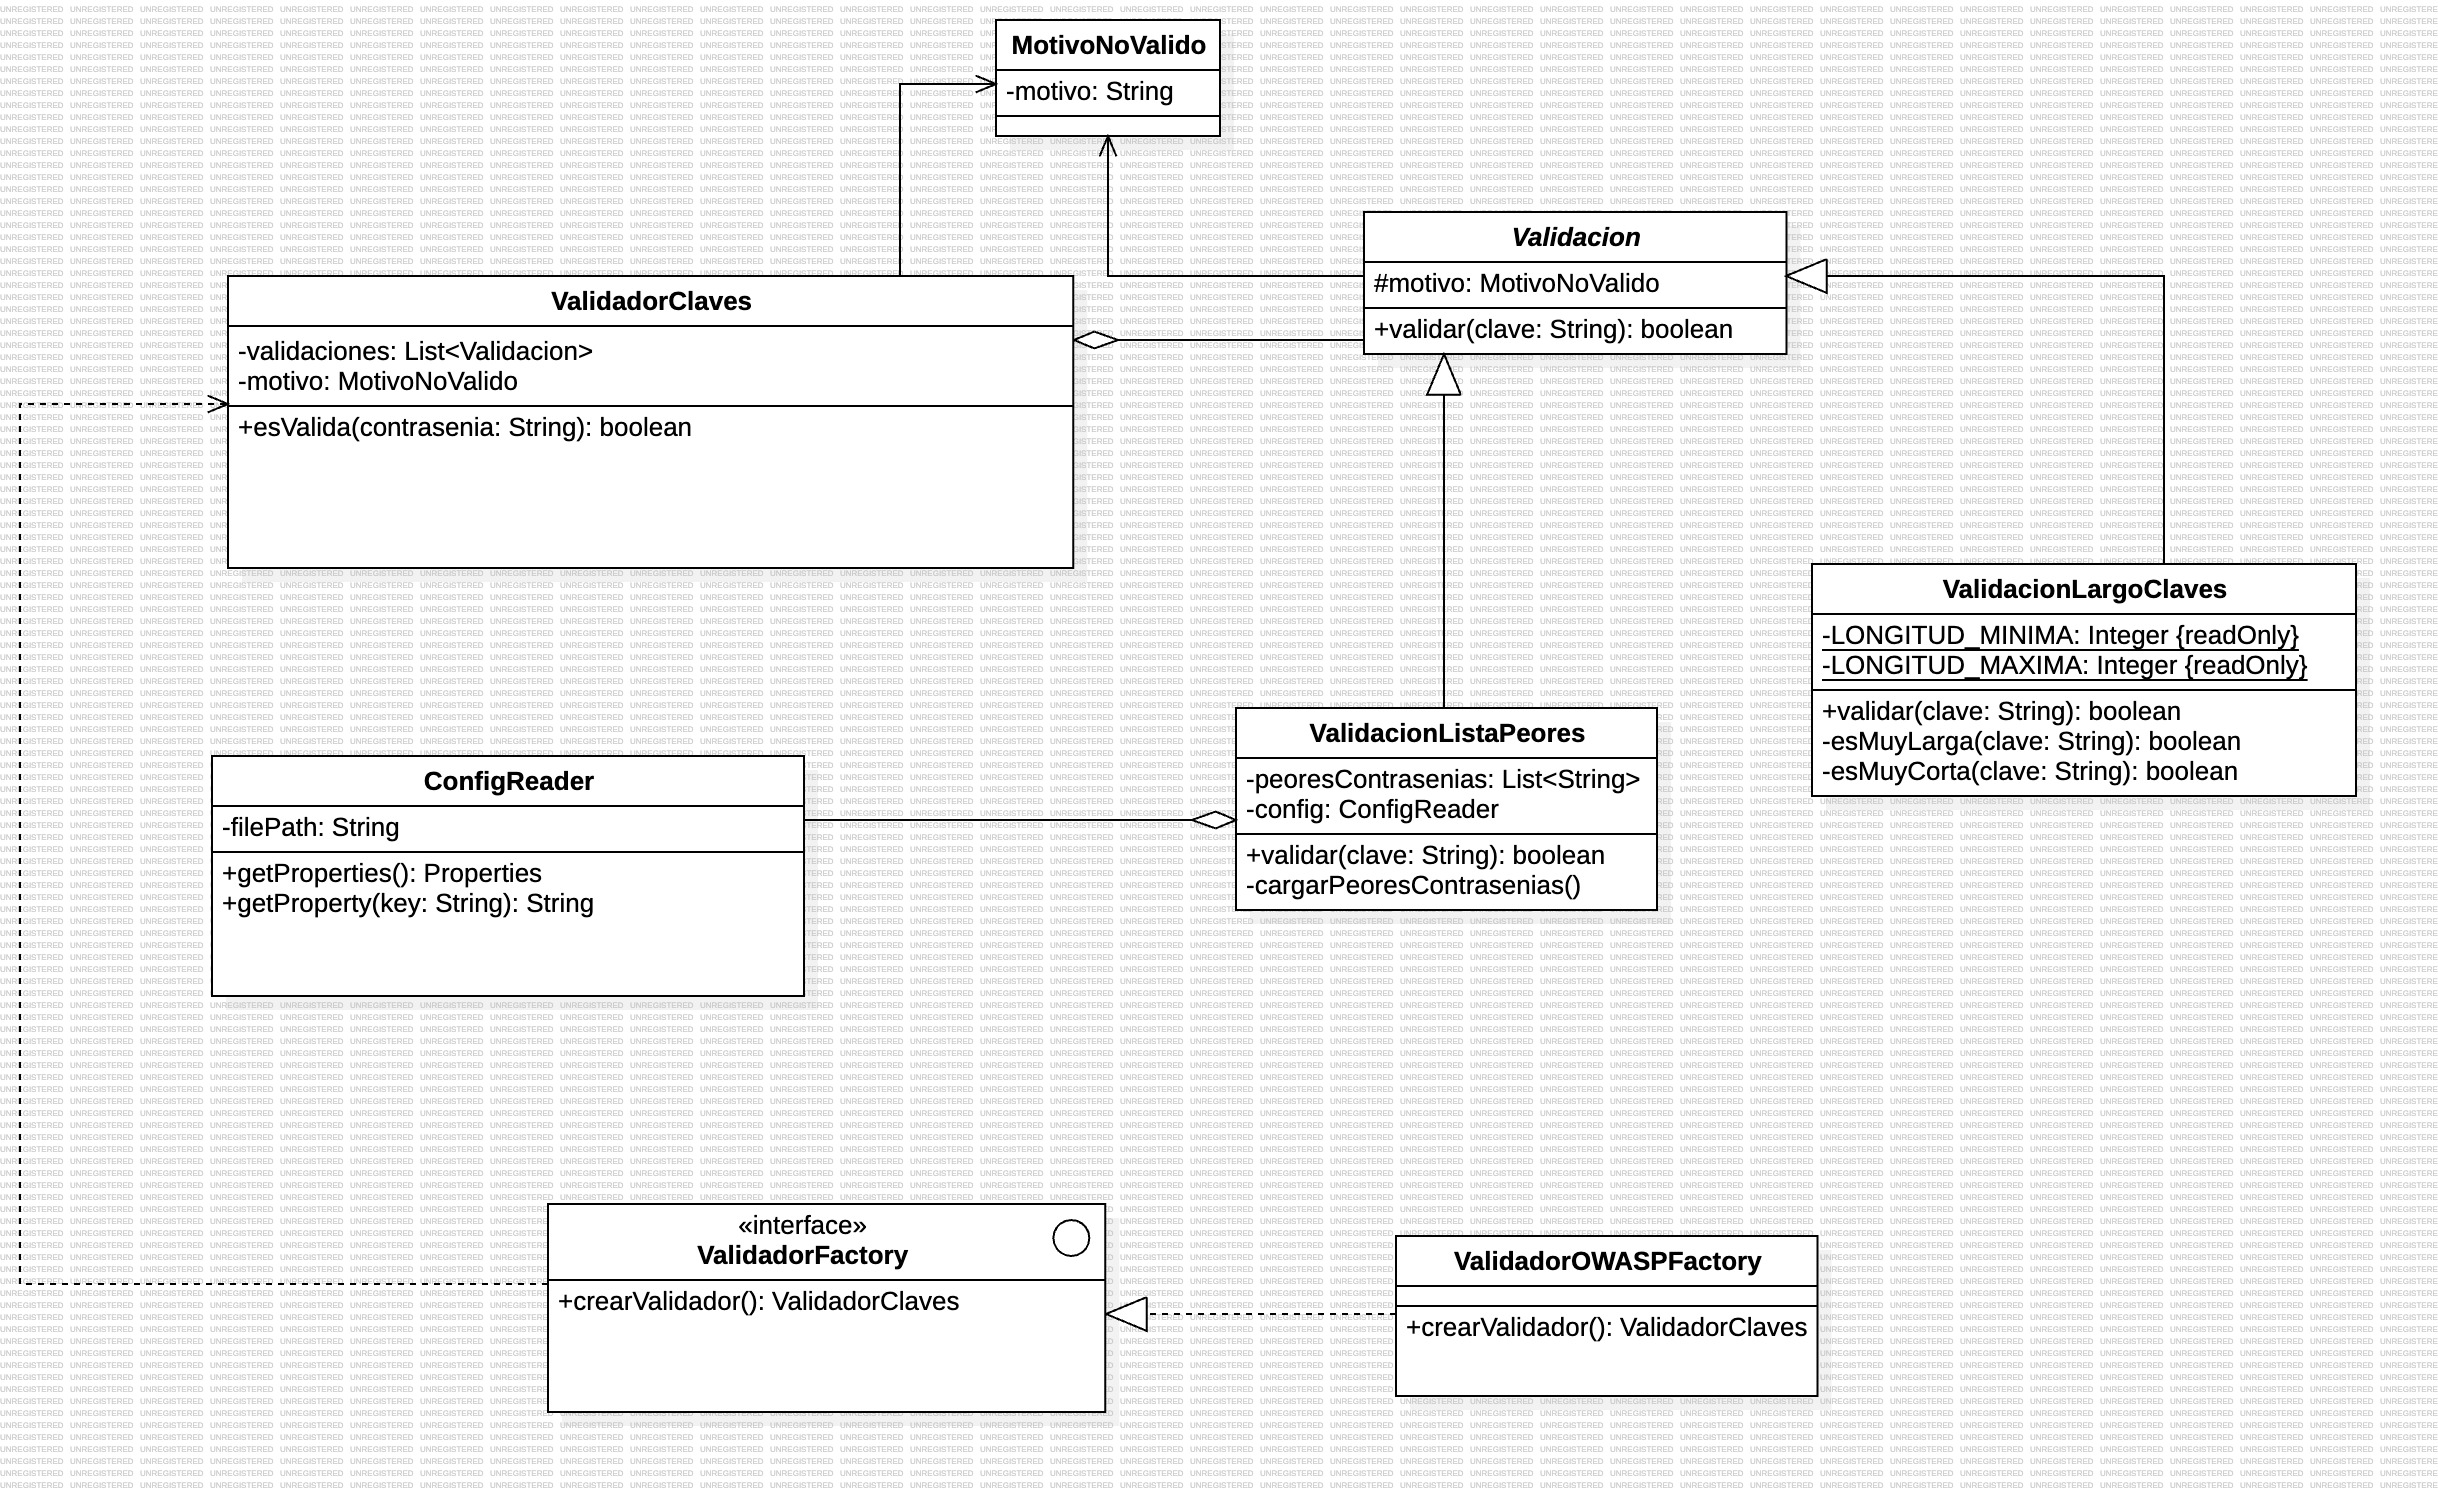 MotivoNoValido
-motivo: String
Validacion
#motivo: MotivoNoValido
+validar(clave: String): boolean
ValidadorClaves
-validaciones: List<Validacion>
-motivo: MotivoNoValido
+esValida(contrasenia: String): boolean
ValidacionLargoClaves
-LONGITUD_MINIMA: Integer {readOnly}
-LONGITUD_MAXIMA: Integer {readOnly}
+validar(clave: String): boolean
-esMuyLarga(clave: String): boolean
-esMuyCorta(clave: String): boolean
ValidacionListaPeores
-peoresContrasenias: List<String>
-config: ConfigReader
+validar(clave: String): boolean
-cargarPeoresContrasenias()
ConfigReader
-filePath: String
+getProperties(): Properties
+getProperty(key: String): String
«interface»
ValidadorFactory
+crearValidador(): ValidadorClaves
ValidadorOWASPFactory
+crearValidador(): ValidadorClaves
UNREGISTERED